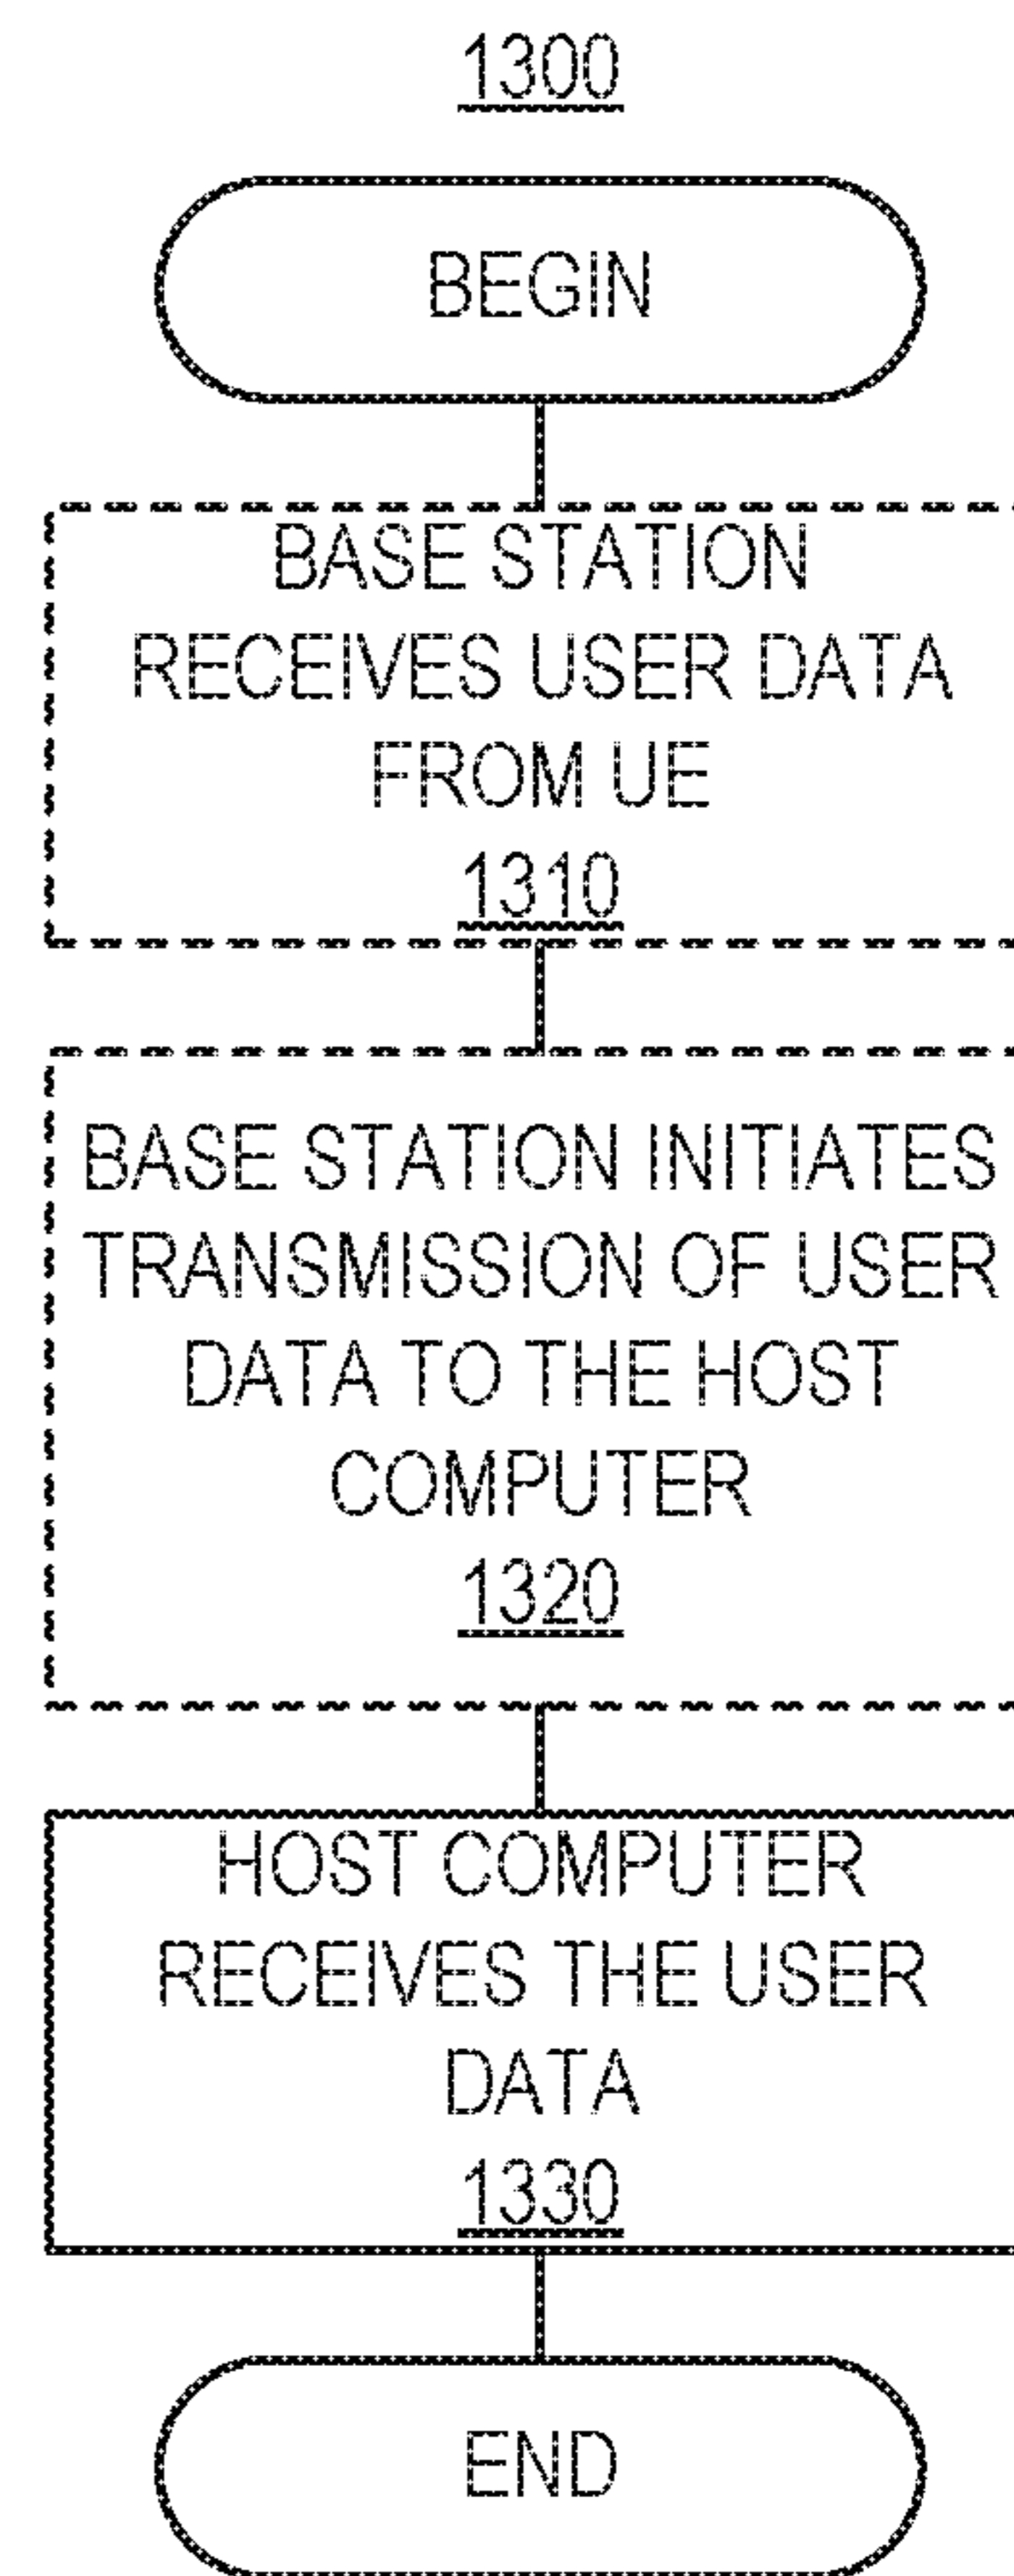 1300
BEGIN
BASE STATION
RECEIVES USER DATA
FROM UE
1310
BASE STATION INITIATES
TRANSMISSION OF USER
DATA TO THE HOST
COMPUTER
1320
HOST COMPUTER
RECEIVES THE USER
DATA
1330
END